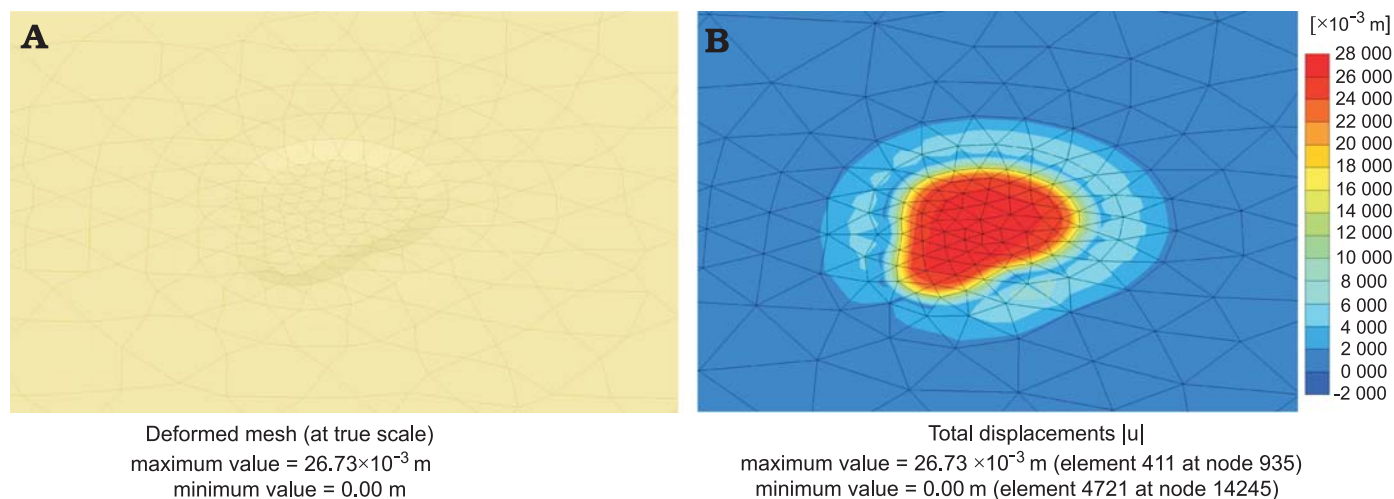 A
B
[×10⁻³ m]
28 000
26 000
24 000
22 000
20 000
18 000
16 000
14 000
12 000
10 000
8 000
6 000
4 000
2 000
0 000
-2 000
Deformed mesh (at true scale)
maximum value = 26.73×10⁻³ m
minimum value = 0.00 m
Total displacements |u|
maximum value = 26.73 ×10⁻³ m (element 411 at node 935)
minimum value = 0.00 m (element 4721 at node 14245)